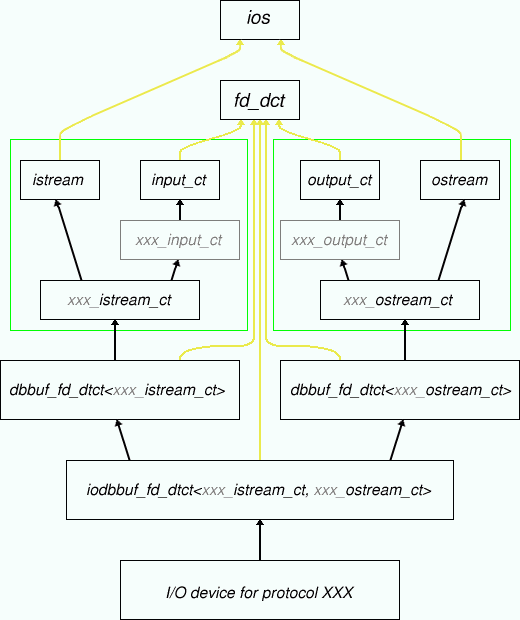 ios
fd_dct
istream
input_ct
output_ct
ostream
xxx_input_ct
xxx_output_ct
xxx_istream_ct
xxx_ostream_ct
dbbuf_fd_dtct<xxx_istream_ct>
dbbuf_fd_dtct<xxx_ostream_ct>
iodbbuf_fd_dtct<xxx_istream_ct, xxx_ostream_ct>
I/O device for protocol XXX